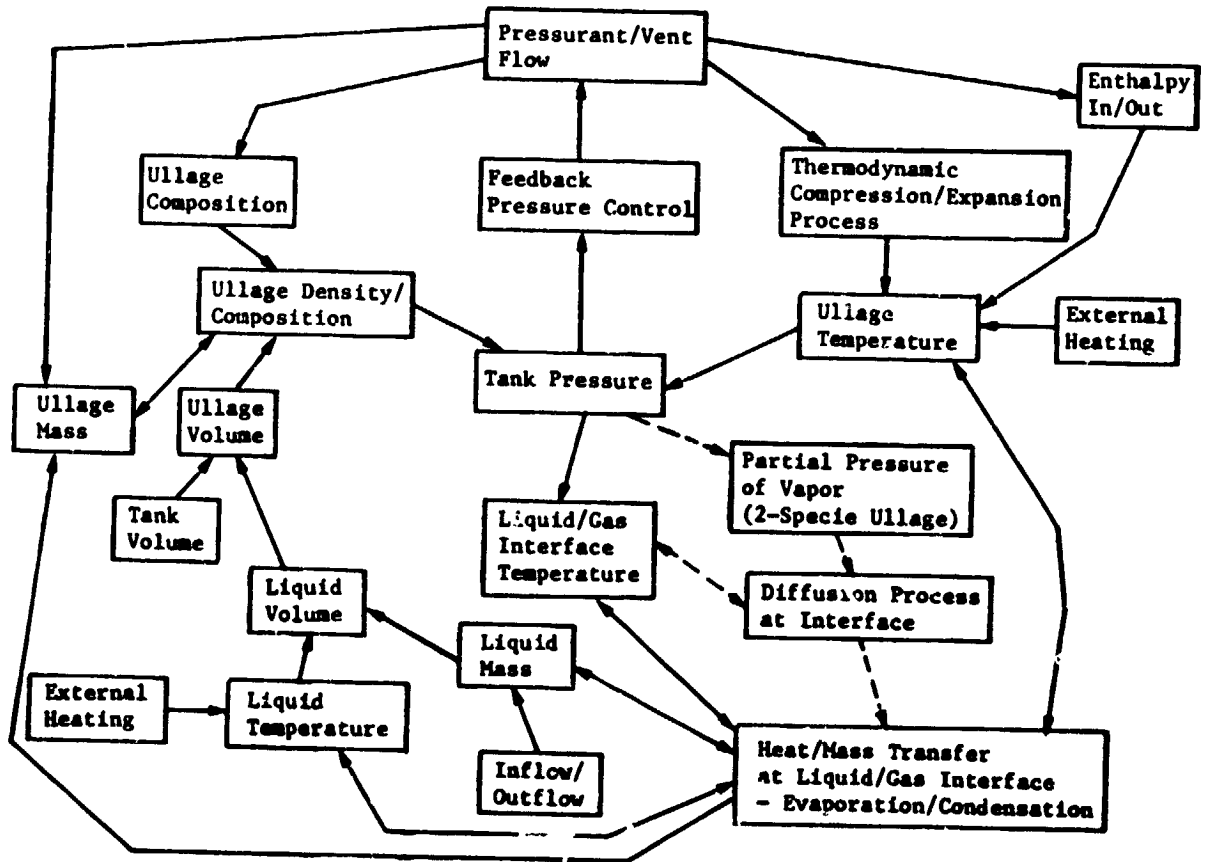 Pressurant/Vent
Flow
Enthalpy
In/Out
Ullage
Composition
Feedback
Pressure Control
Thermodynamic
Compression/Expansion
Process
Ullage Density/
Composition
Ullage
Temperature
External
Heating
Tank Pressure
Ullage
Mass
Ullage
Volume
Partial Pressure
of Vapor
(2-Specie Ullage)
Tank
Volume
Liquid/Gas
Interface
Temperature
Liquid
Volume
Diffusion Process
at Interface
Liquid
Mass
External
Heating
Liquid
Temperature
Inflow/
Outflow
Heat/Mass Transfer
at Liquid/Gas Interface
- Evaporation/Condensation